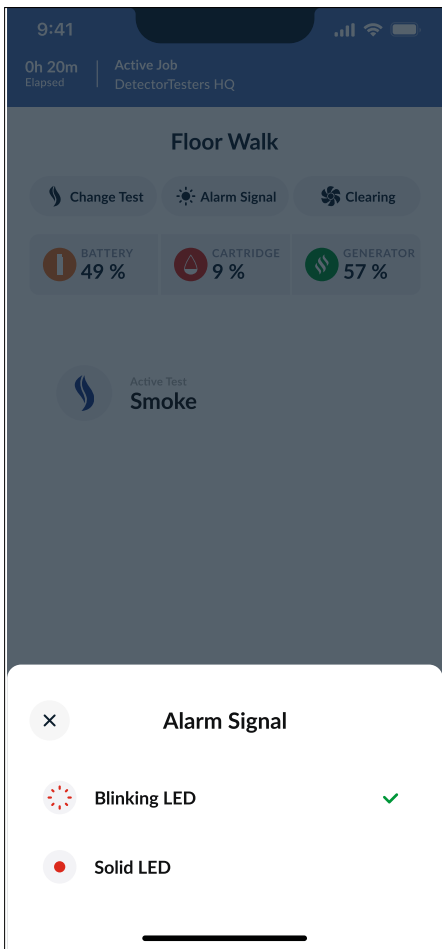 9:41
0h 20m
Elapsed
Active Job
DetectorTesters HQ
Floor Walk
Change Test
Alarm Signal
Clearing
BATTERY
49 %
CARTRIDGE
9 %
GENERATOR
57 %
Active Test
Smoke
Alarm Signal
Blinking LED
Solid LED